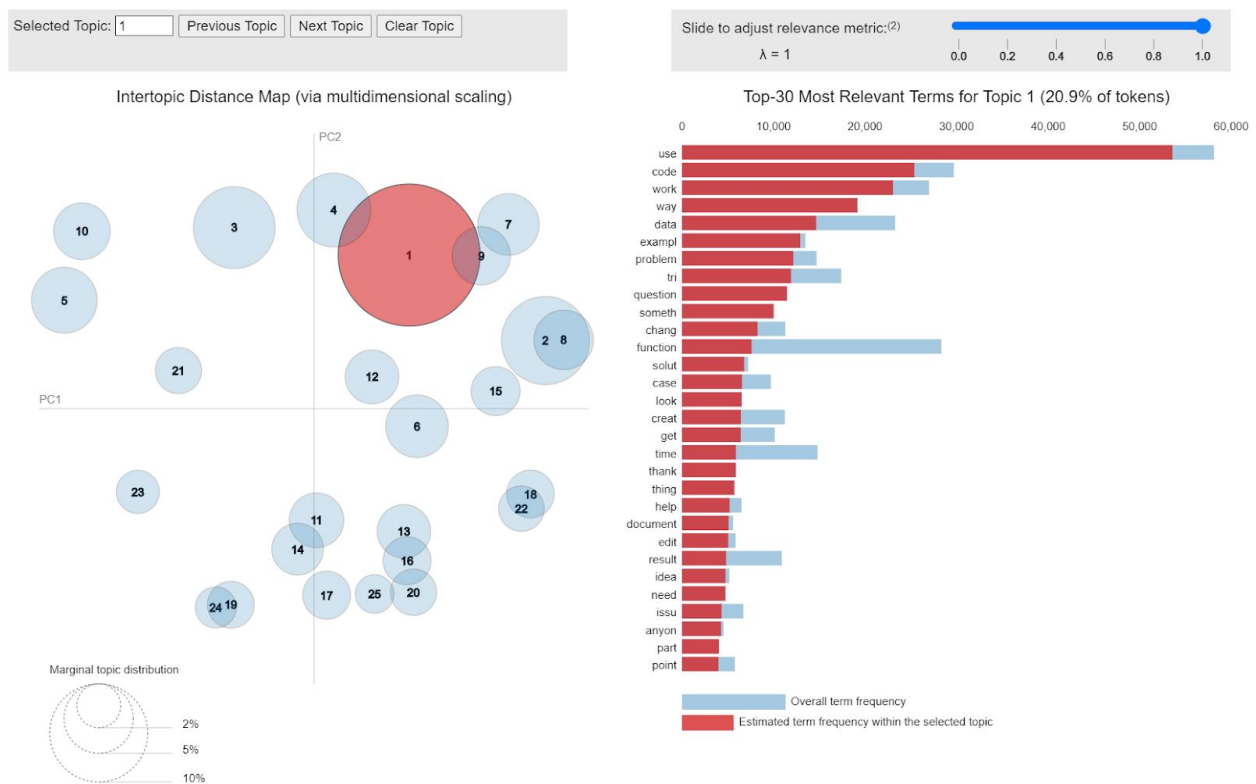 Selected Topic: 1 Previous Topic Next Topic Clear Topic
Slide to adjust relevance metric:(2)
λ = 1
0.0 0.2 0.4 0.6 0.8 1.0
Intertopic Distance Map (via multidimensional scaling)
PC2
PC1
4
3
10
7
1
9
5
2
8
21
12
15
6
23
18
22
11
13
14
16
17
25
20
24
19
Marginal topic distribution
2%
5%
10%
Top-30 Most Relevant Terms for Topic 1 (20.9% of tokens)
0 10,000 20,000 30,000 40,000 50,000 60,000
use
code
work
way
data
exampl
problem
tri
question
someth
chang
function
solut
case
look
creat
get
time
thank
thing
help
document
edit
result
idea
need
issu
anyon
part
point
Overall term frequency
Estimated term frequency within the selected topic